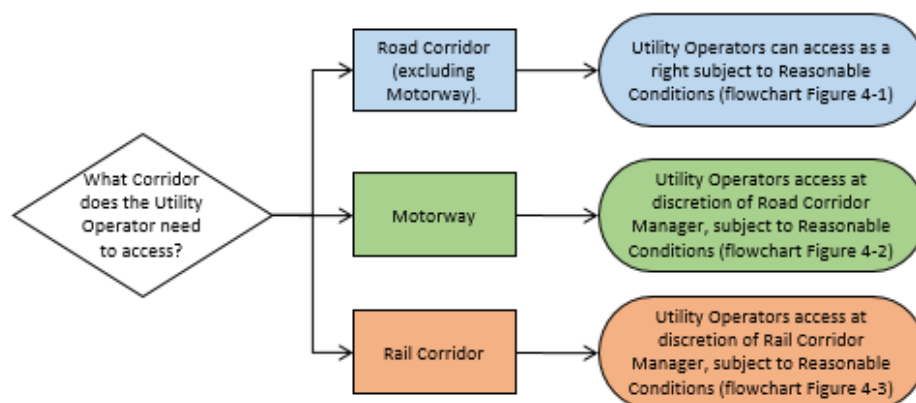 What Corridor
does the Utility
Operator need
to access?
Road Corridor
(excluding
Motorway).
Utility Operators can access as a
right subject to Reasonable
Conditions (flowchart Figure 4-1)
Motorway
Utility Operators access at
discretion of Road Corridor
Manager, subject to Reasonable
Conditions (flowchart Figure 4-2)
Rail Corridor
Utility Operators access at
discretion of Rail Corridor
Manager, subject to Reasonable
Conditions (flowchart Figure 4-3)